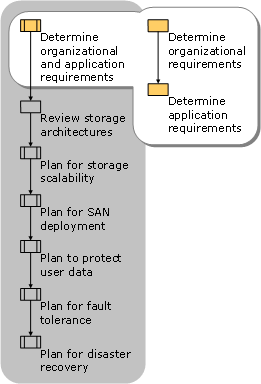 Determine
organizational
and application
requirements
Review storage
architectures
Plan for storage
scalability
Plan for SAN
deployment
Plan to protect
user data
Plan for fault
tolerance
Plan for disaster
recovery
Determine
organizational
requirements
Determine
application
requirements